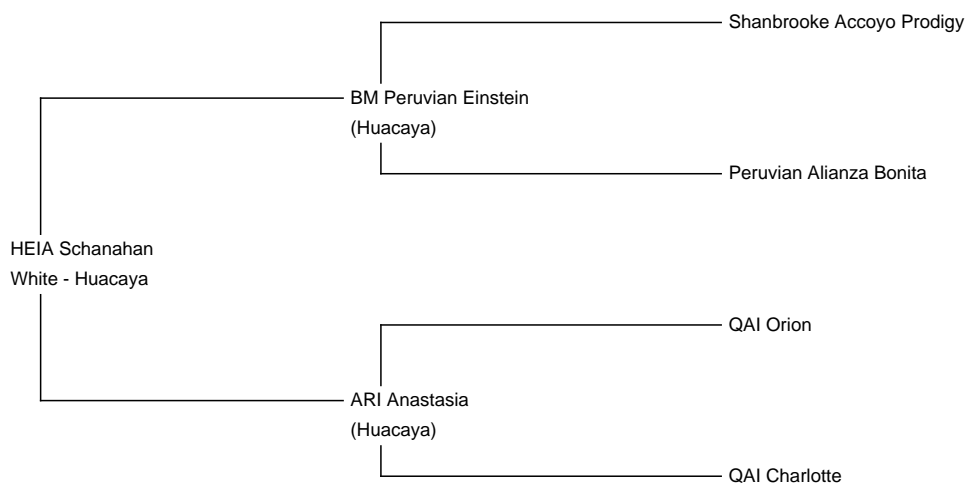 Shanbrooke Accoyo Prodigy
BM Peruvian Einstein
(Huacaya)
Peruvian Alianza Bonita
HEIA Schanahan
White - Huacaya
QAI Orion
ARI Anastasia
(Huacaya)
QAI Charlotte